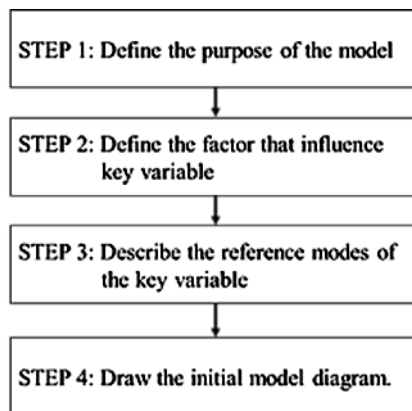 STEP 1: Define the purpose of the model
STEP 2: Define the factor that influence
key variable
STEP 3: Describe the reference modes of
the key variable
STEP 4: Draw the initial model diagram.